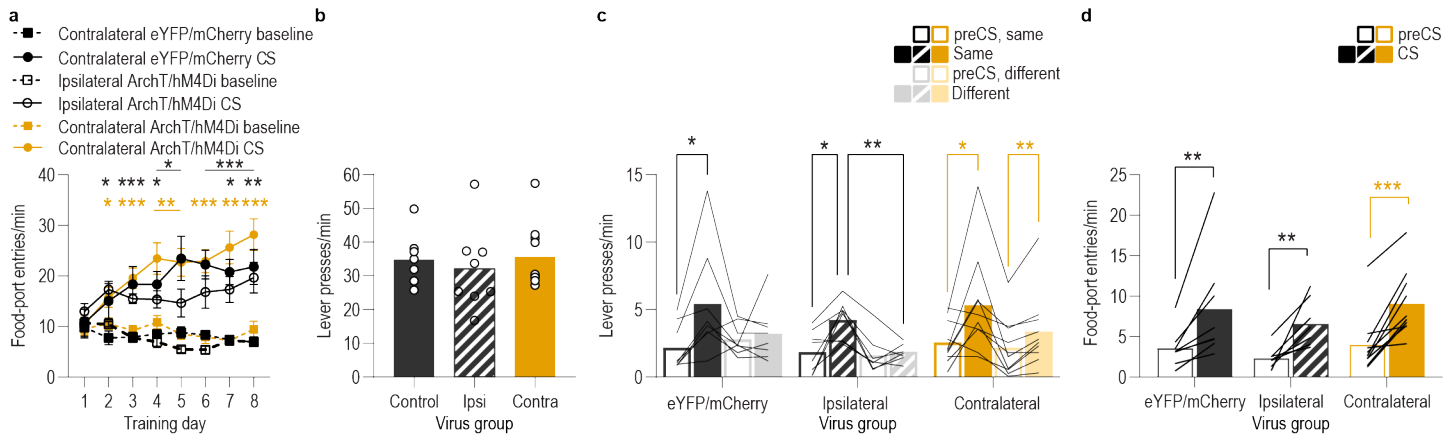 a
Contralateral eYFP/mCherry baseline
Contralateral eYFP/mCherry CS
Ipsilateral ArchT/hM4Di baseline
Ipsilateral ArchT/hM4Di CS
Contralateral ArchT/hM4Di baseline
Contralateral ArchT/hM4Di CS
* ***
* *** * * **
* *** ** *** ** ***
Food-port entries/min
40
30
20
10
0
1 2 3 4 5 6 7 8
Training day
b
Lever presses/min
60
50
40
30
20
10
0
Control Ipsi Contra
Virus group
c
preCS, same
Same
preCS, different
Different
* * ** * **
Lever presses/min
15
10
5
0
eYFP/mCherry Ipsilateral Contralateral
Virus group
d
preCS
CS
** ** ***
Food-port entries/min
30
25
20
15
10
5
0
eYFP/mCherry Ipsilateral Contralateral
Virus group